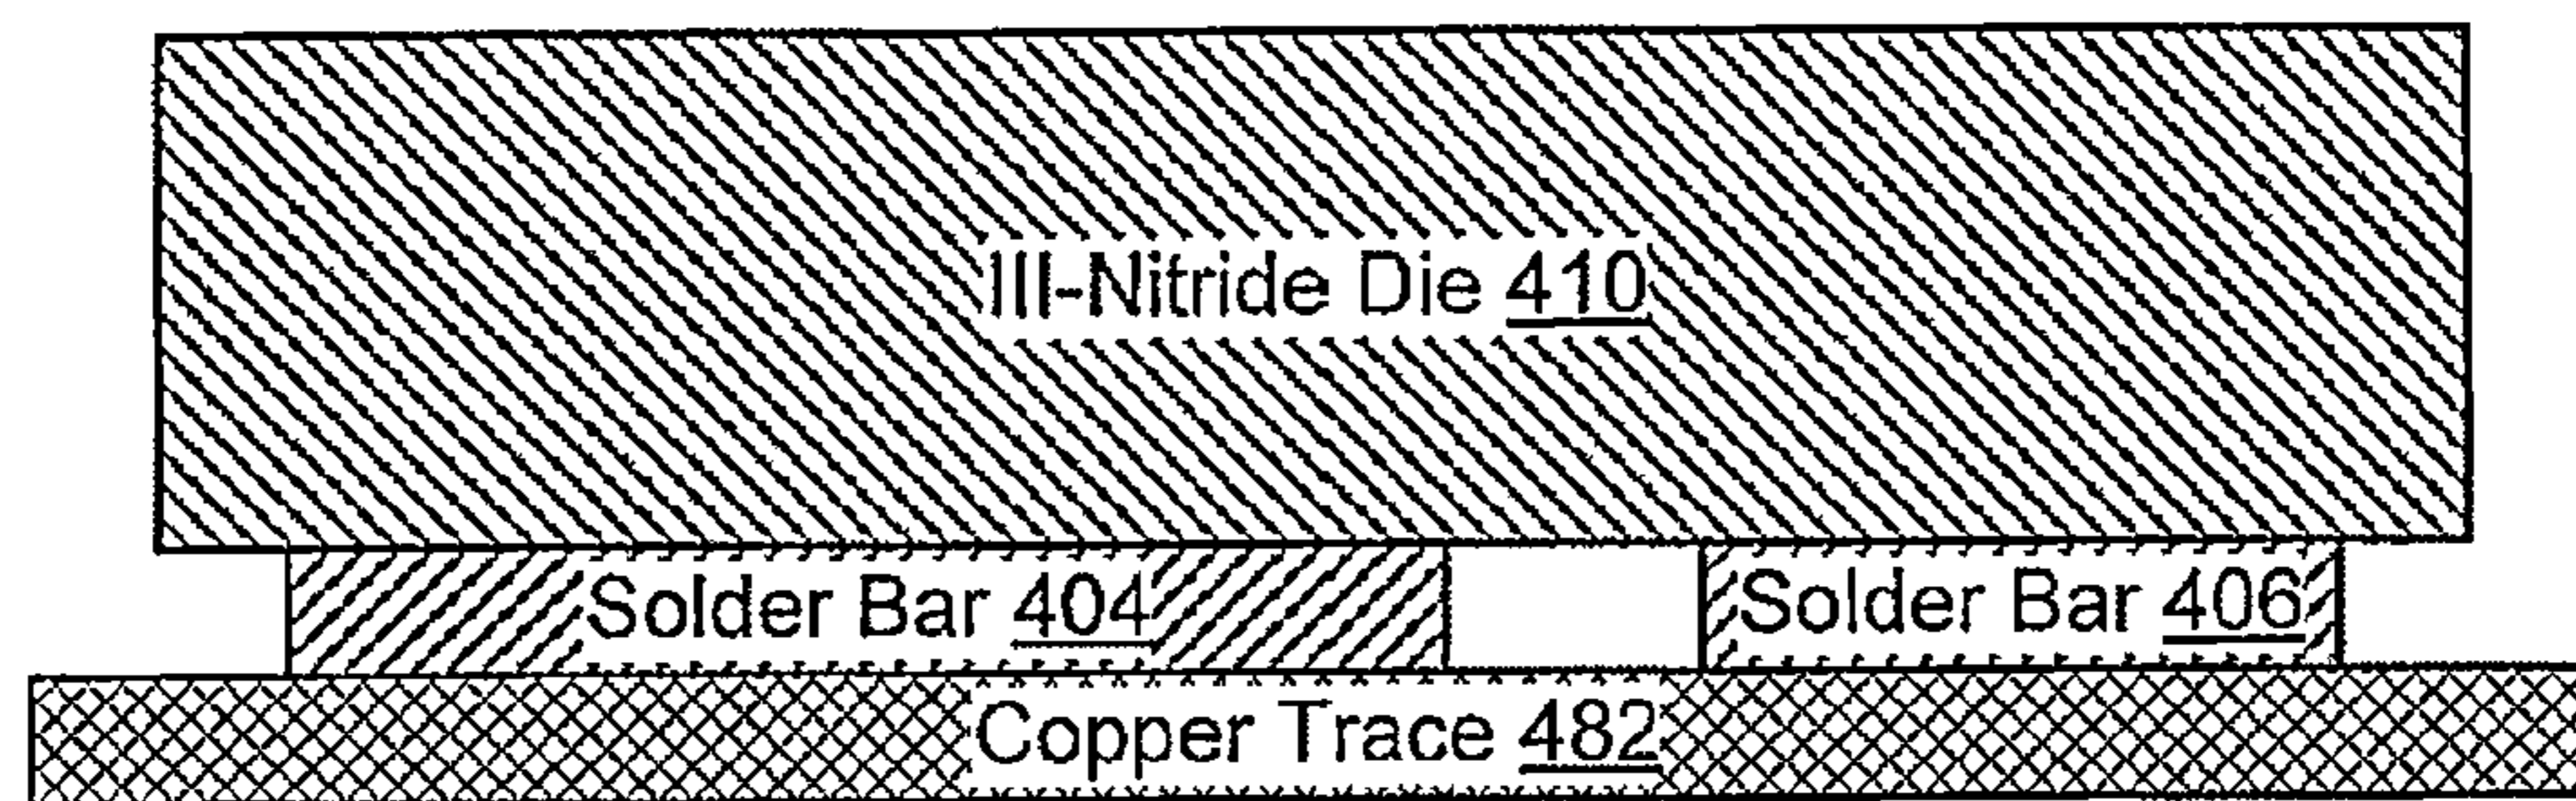 III-Nitride Die 410
Solder Bar 404
Solder Bar 406
Copper Trace 482